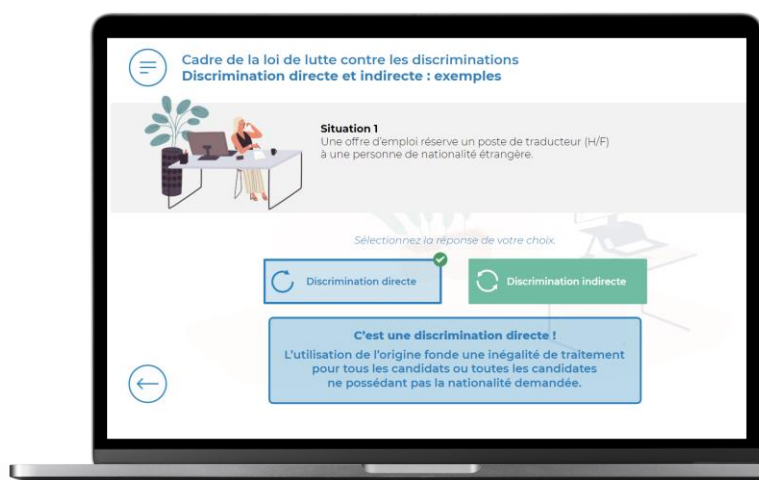 Cadre de la loi de lutte contre les discriminations
Discrimination directe et indirecte : exemples
Situation 1
Une offre d'emploi réserve un poste de traducteur (H/F)
à une personne de nationalité étrangère.
Sélectionnez la réponse de votre choix.
Discrimination directe
Discrimination indirecte
C'est une discrimination directe !
L'utilisation de l'origine fonde une inégalité de traitement
pour tous les candidats ou toutes les candidates
ne possédant pas la nationalité demandée.